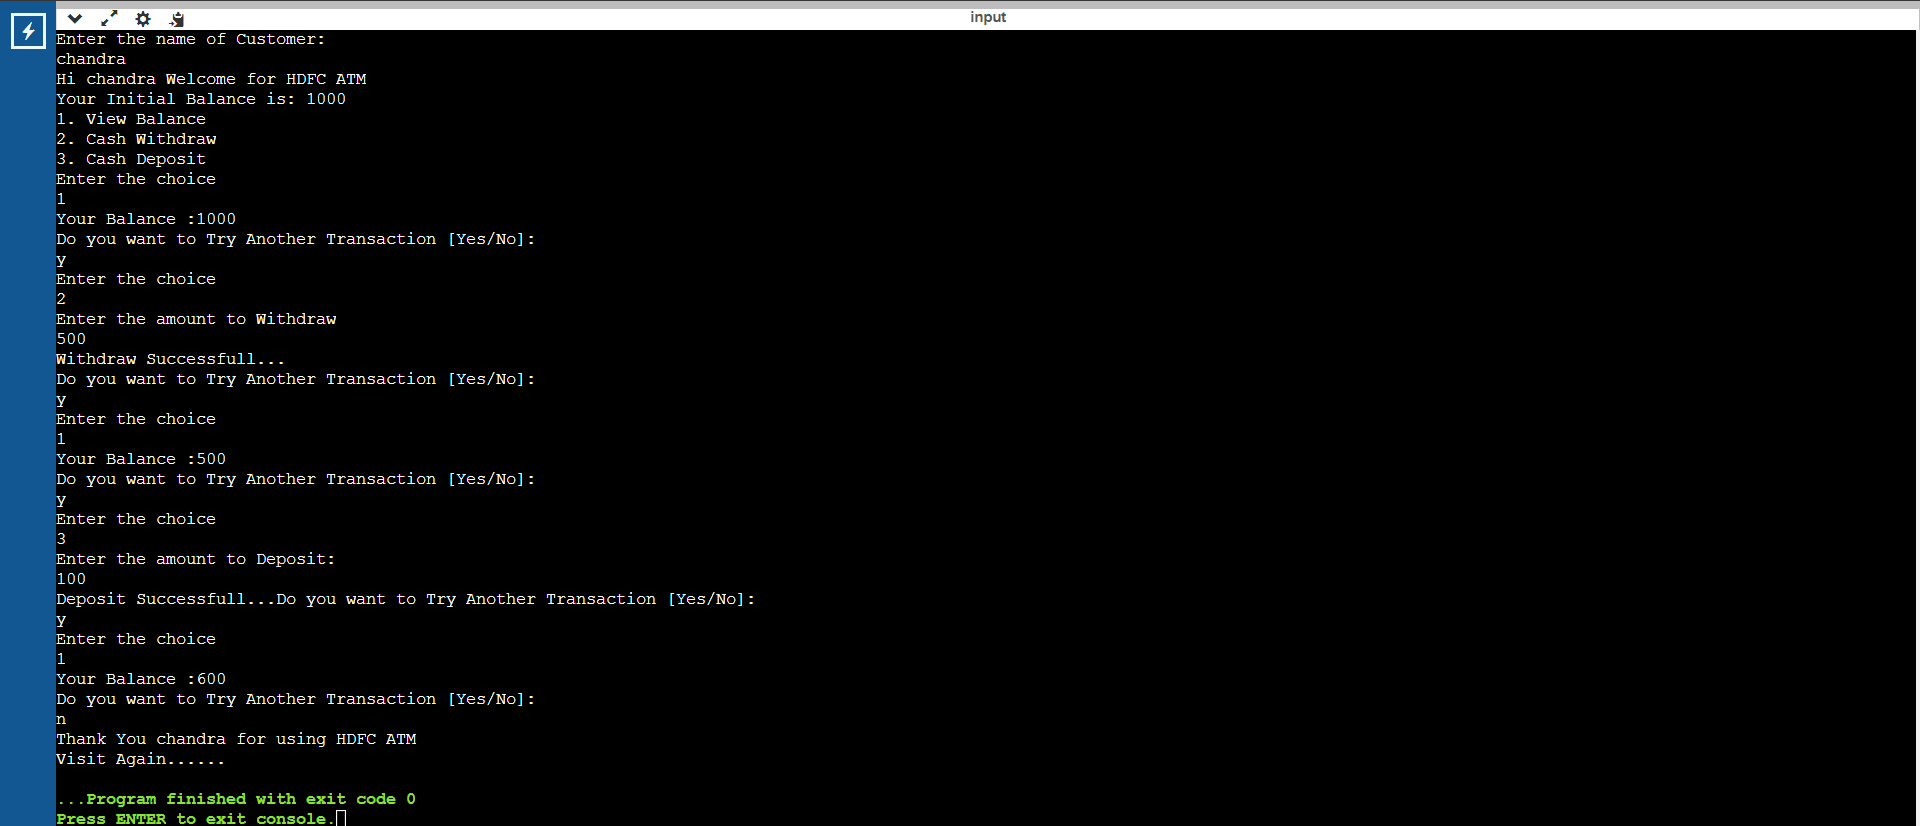 input
Enter the name of Customer:
chandra
Hi chandra Welcome for HDFC ATM
Your Initial Balance is: 1000
1. View Balance
2. Cash Withdraw
3. Cash Deposit
Enter the choice
1
Your Balance :1000
Do you want to Try Another Transaction [Yes/No]:
y
Enter the choice
2
Enter the amount to Withdraw
500
Withdraw Successfull...
Do you want to Try Another Transaction [Yes/No]:
y
Enter the choice
1
Your Balance :500
Do you want to Try Another Transaction [Yes/No]:
y
Enter the choice
3
Enter the amount to Deposit:
100
Deposit Successfull...Do you want to Try Another Transaction [Yes/No]:
y
Enter the choice
1
Your Balance :600
Do you want to Try Another Transaction [Yes/No]:
n
Thank You chandra for using HDFC ATM
Visit Again......
...Program finished with exit code 0
Press ENTER to exit console.